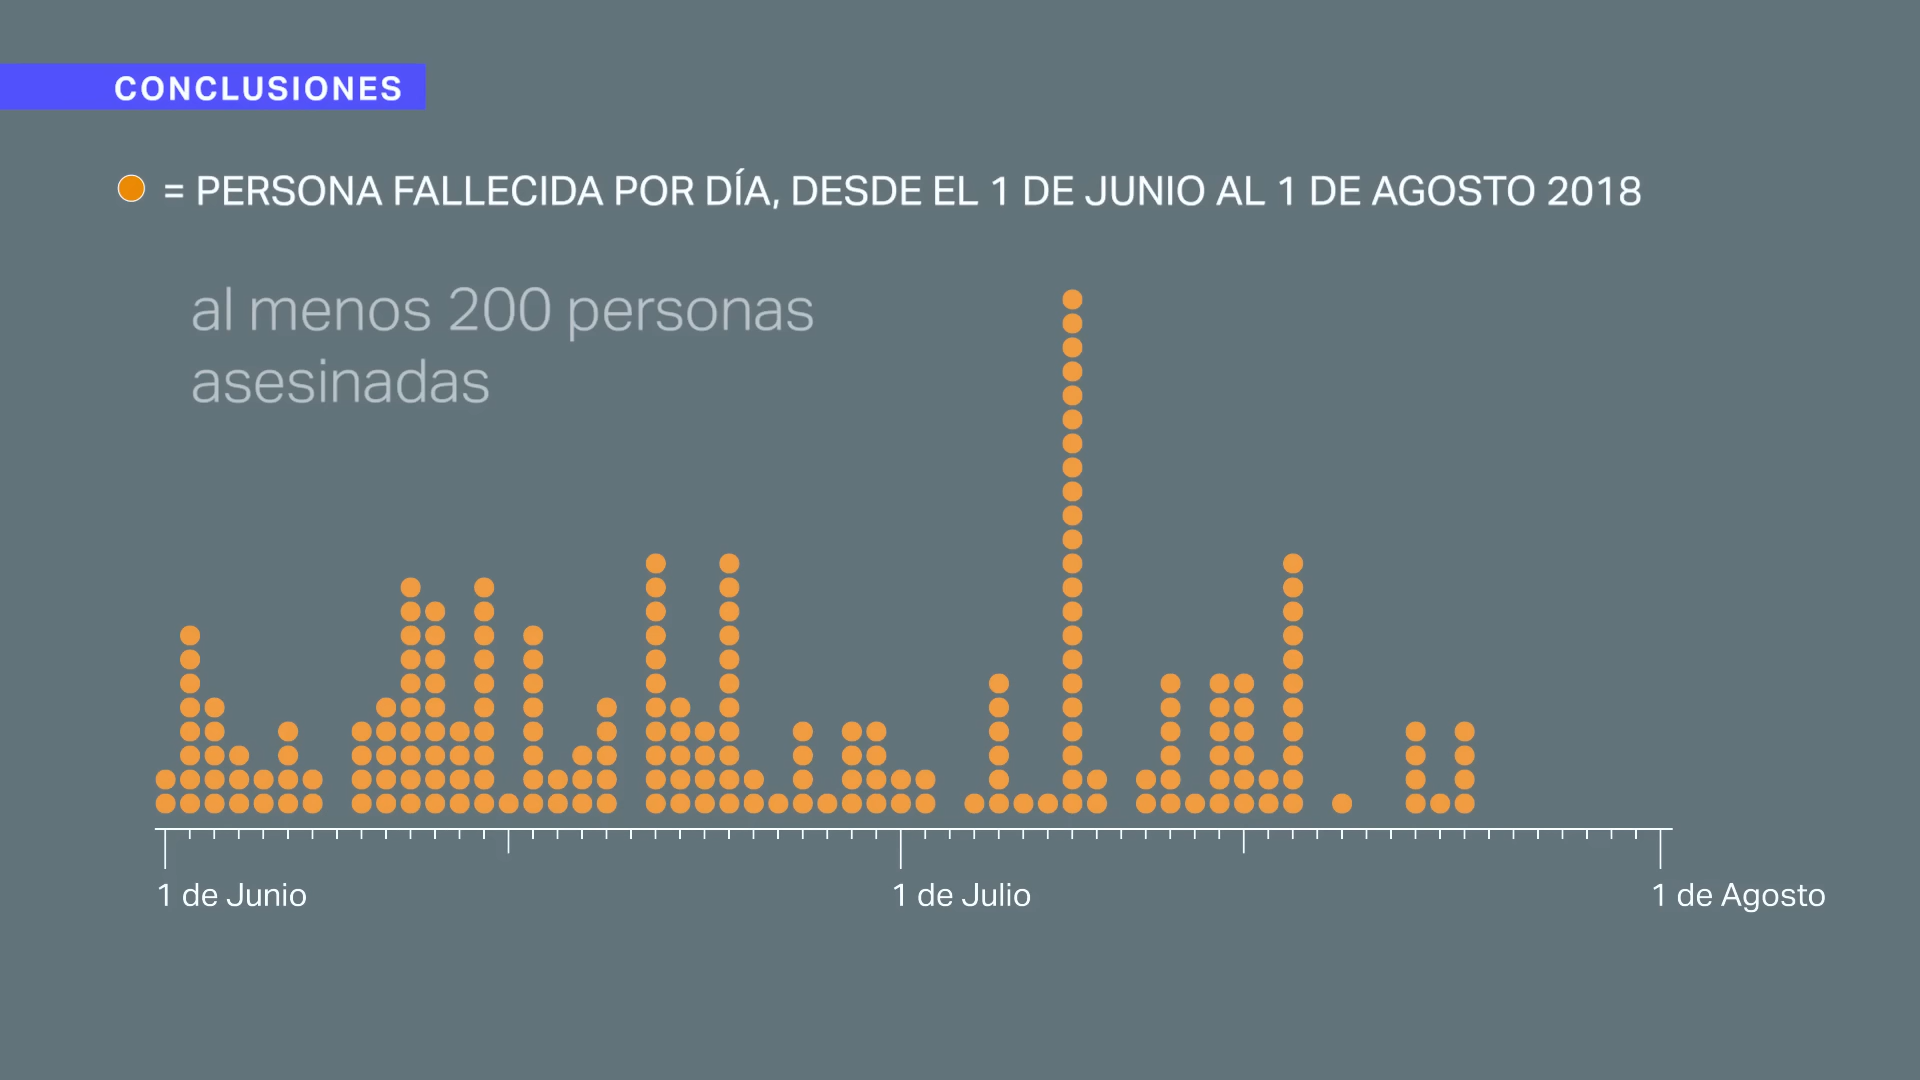 CONCLUSIONES
= PERSONA FALLECIDA POR DÍA, DESDE EL 1 DE JUNIO AL 1 DE AGOSTO 2018
al menos 200 personas
asesinadas
1 de Junio
1 de Julio
1 de Agosto